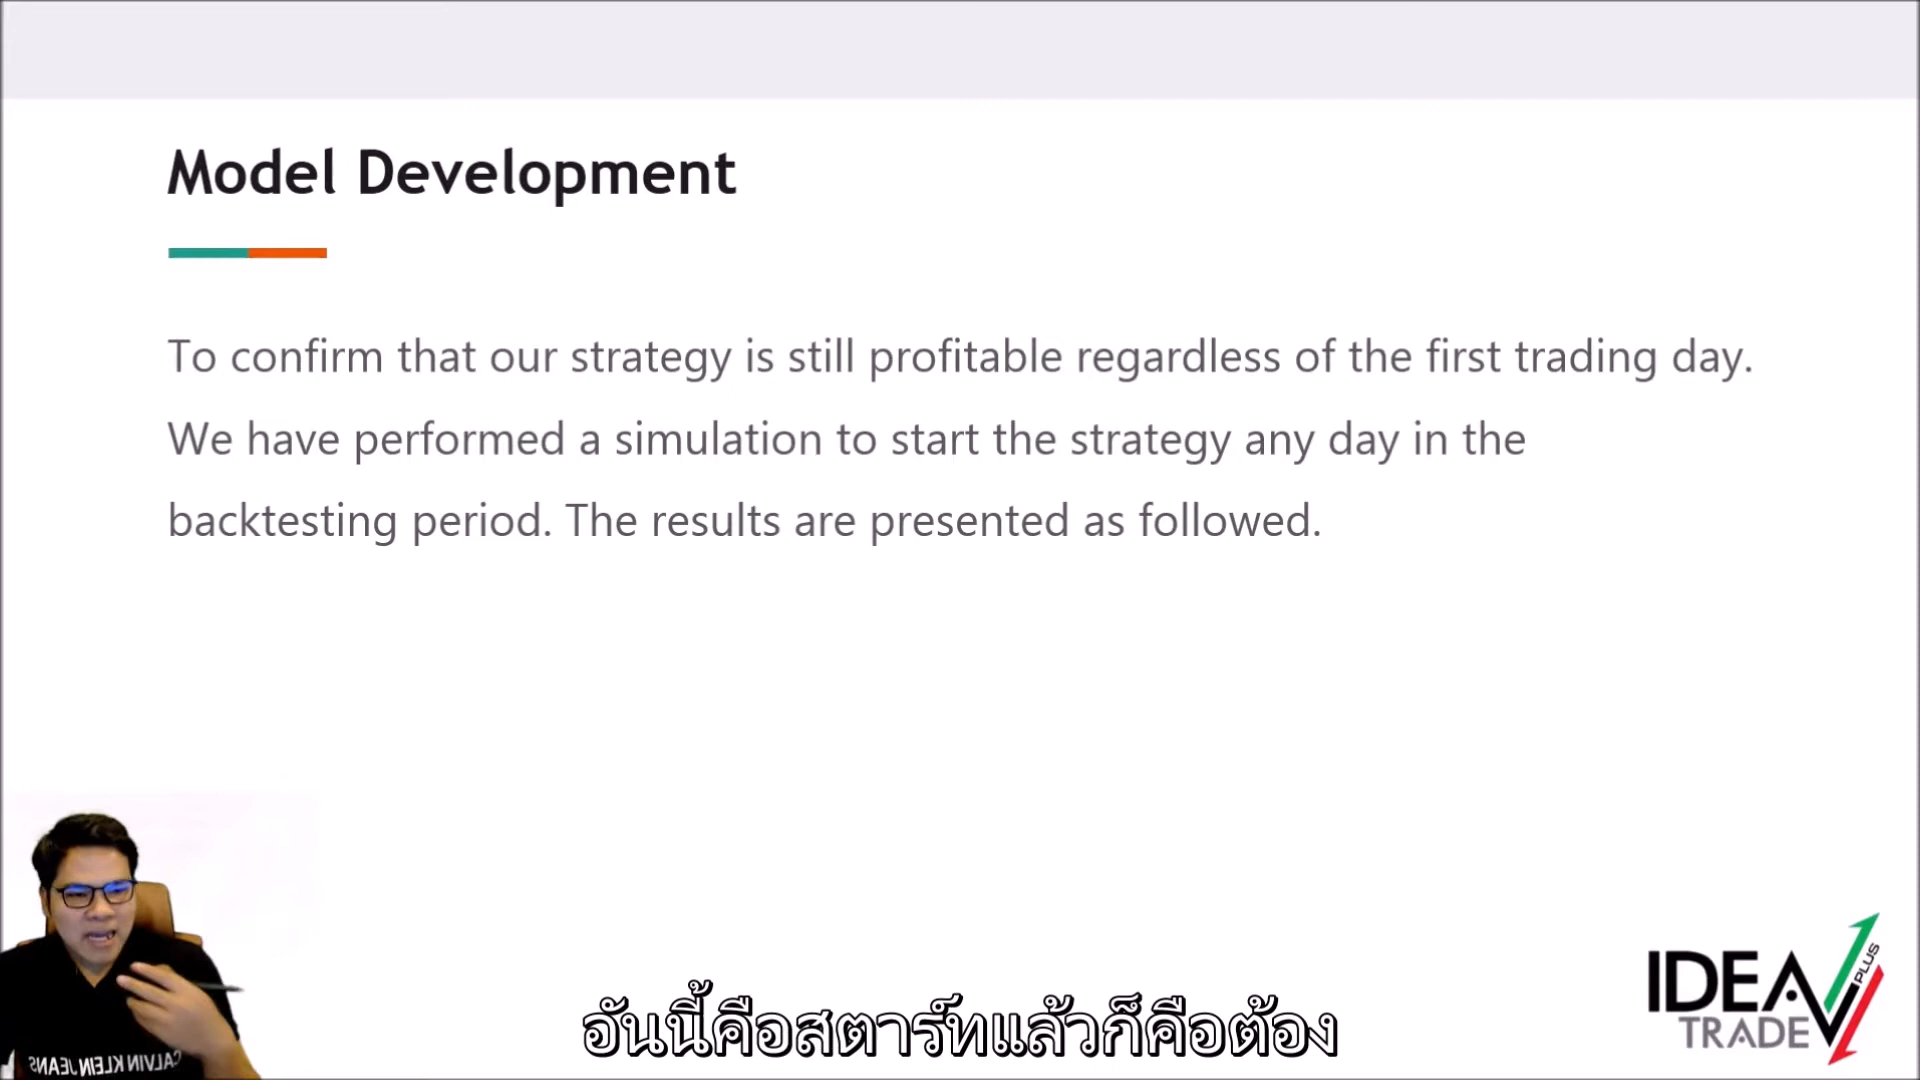 Model Development
To confirm that our strategy is still profitable regardless of the first trading day.
We have performed a simulation to start the strategy any day in the
backtesting period. The results are presented as followed.
CALVIN KLEIN JEANS
อันนี้คือสตาร์ทแล้วก็คือต้อง
IDEA
TRADE
PLUS